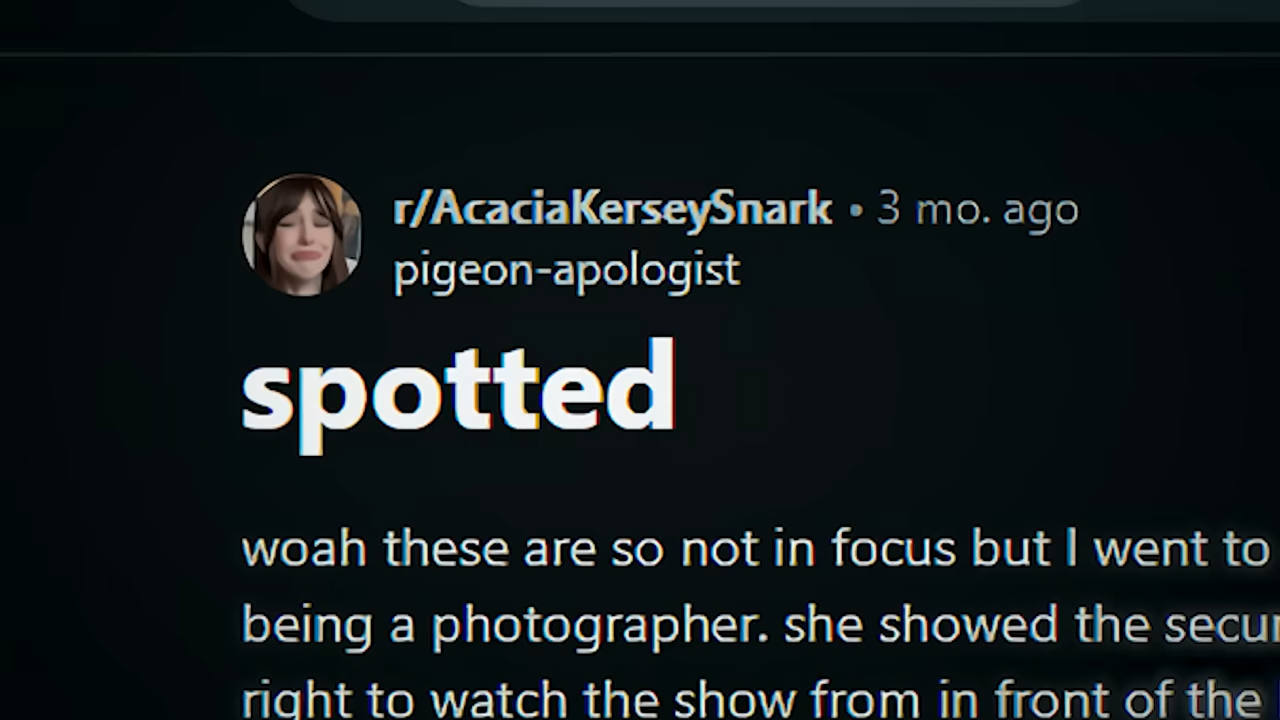 r/AcaciaKerseySnark • 3 mo. ago
pigeon-apologist
spotted
woah these are so not in focus but I went to
being a photographer. she showed the secur
right to watch the show from in front of the